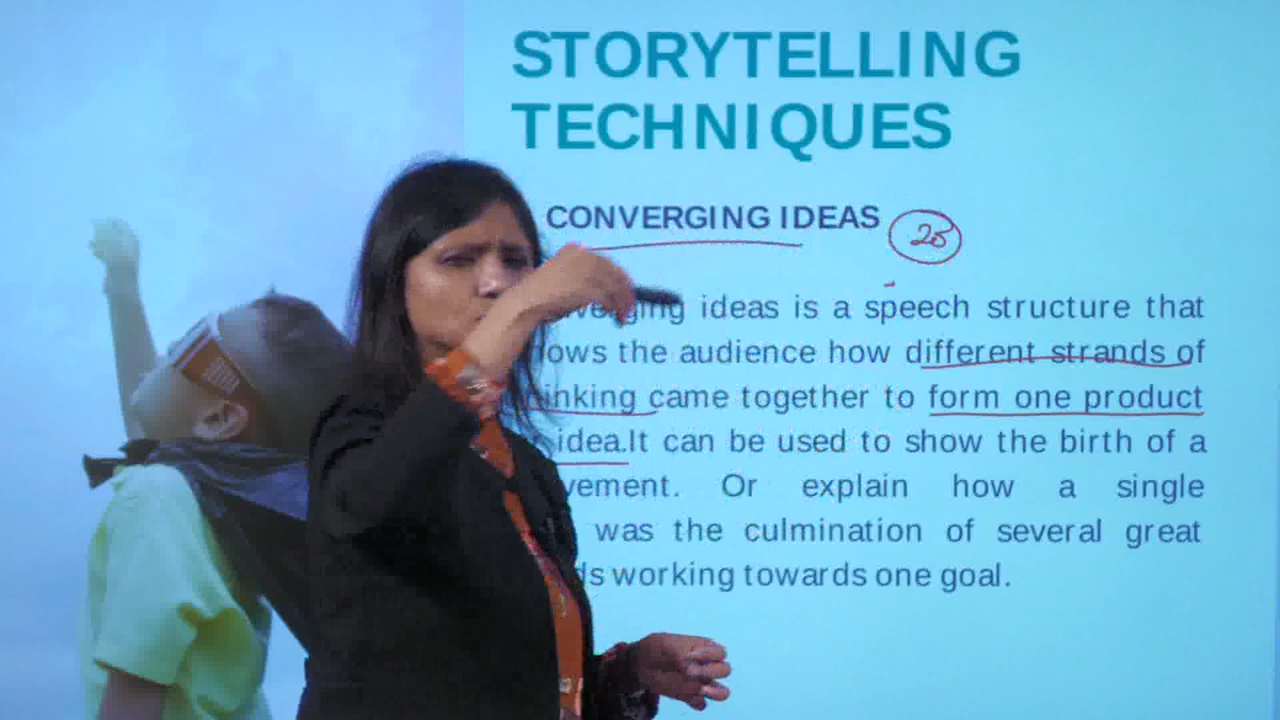 STORYTELLING
TECHNIQUES
CONVERGING IDEAS
ideas is a speech structure that
the audience how different strands of
came together to form one product
idea.It can be used to show the birth of a
Or explain how a single
was the culmination of several great
working towards one goal.